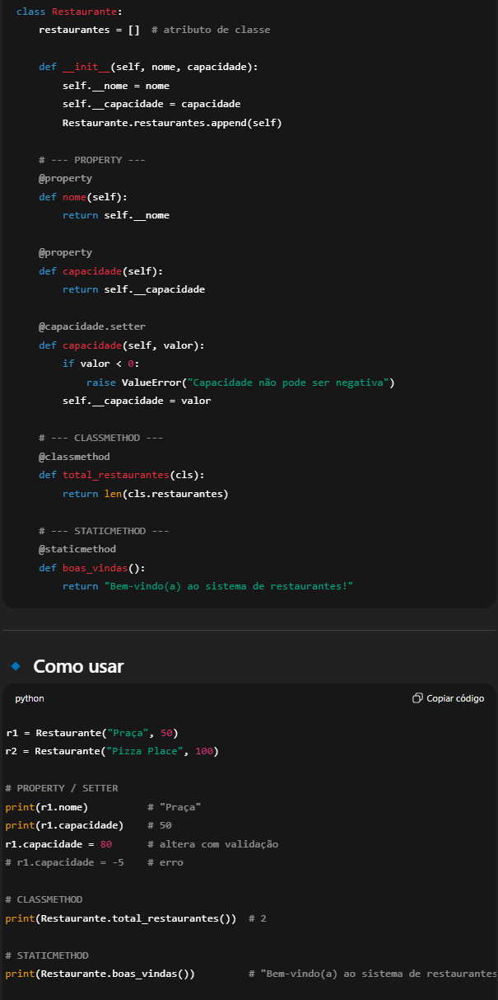 class Restaurante:
    restaurantes = []  # atributo de classe

    def __init__(self, nome, capacidade):
        self.__nome = nome
        self.__capacidade = capacidade
        Restaurante.restaurantes.append(self)

    # --- PROPERTY ---
    @property
    def nome(self):
        return self.__nome

    @property
    def capacidade(self):
        return self.__capacidade

    @capacidade.setter
    def capacidade(self, valor):
        if valor < 0:
            raise ValueError("Capacidade não pode ser negativa")
        self.__capacidade = valor

    # --- CLASSMETHOD ---
    @classmethod
    def total_restaurantes(cls):
        return len(cls.restaurantes)

    # --- STATICMETHOD ---
    @staticmethod
    def boas_vindas():
        return "Bem-vindo(a) ao sistema de restaurantes!"

Como usar
python Copiar código
r1 = Restaurante("Praça", 50)
r2 = Restaurante("Pizza Place", 100)

# PROPERTY / SETTER
print(r1.nome)          # "Praça"
print(r1.capacidade)    # 50
r1.capacidade = 80      # altera com validação
# r1.capacidade = -5    # erro

# CLASSMETHOD
print(Restaurante.total_restaurantes())  # 2

# STATICMETHOD
print(Restaurante.boas_vindas())         # "Bem-vindo(a) ao sistema de restaurantes